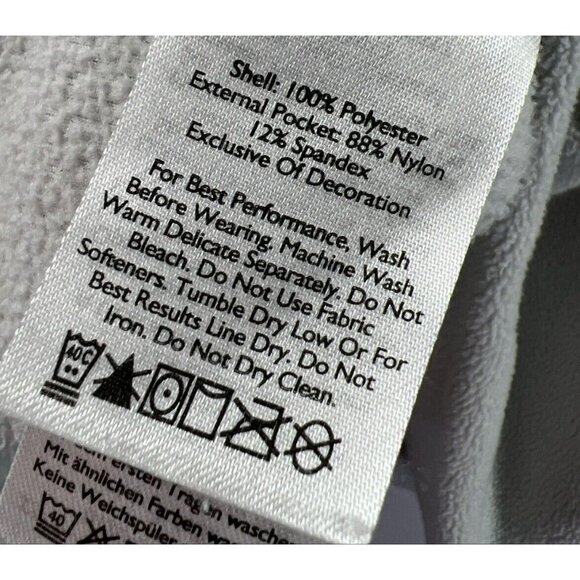 Shell: 100% Polyester
External Pocket: 88% Nylon
12% Spandex
Exclusive Of Decoration
For Best Performance, Wash
Before Wearing, Machine Wash
Warm Delicate Separately. Do Not
Bleach. Do Not Use Fabric
Softeners. Tumble Dry Low Or For
Best Results Line Dry. Do Not
Iron. Do Not Dry Clean.
40C
ersten Tragen waschen
Mit ähnlichen Farben
Keine Weichspüler
40